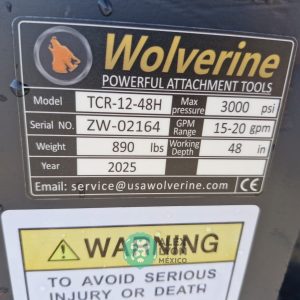 Wolverine
POWERFUL ATTACHMENT TOOLS
Model TCR-12-48H Max pressure 3000 psi
Serial NO. ZW-02164 GPM Range 15-20 gpm
Weight 890 lbs Working Depth 48 in
Year 2025
Email: service@usawolverine.com CE
WARNING
MÉXICO
TO AVOID SERIOUS
INJURY OR DEATH